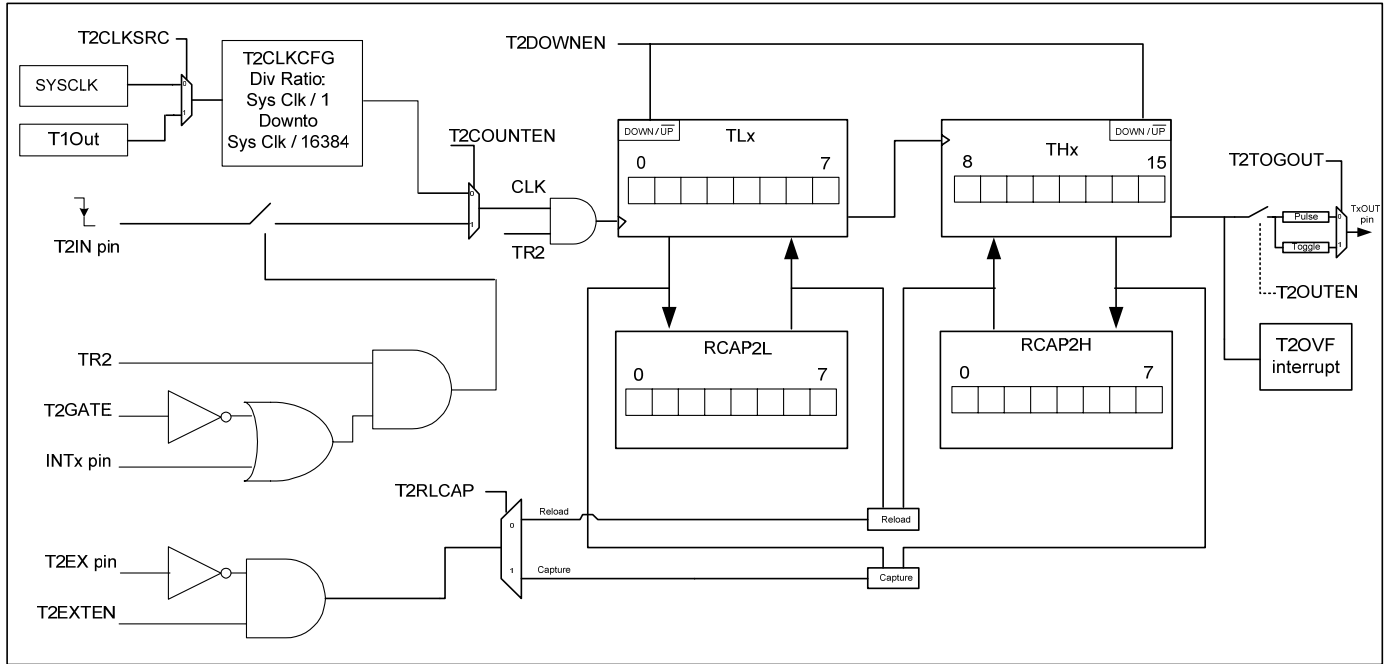 T2CLKSRC
SYSCLK
0
1
T1Out
T2CLKCFG
Div Ratio:
Sys Clk / 1
Downto
Sys Clk / 16384
T2COUNTEN
0
1
CLK
TR2
T2IN pin
T2DOWNEN
DOWN / UP
TLx
0 7
DOWN / UP
THx
8 15
T2TOGOUT
Pulse
0
Toggle
1
TxOUT
pin
T2OUTEN
T2OVF
interrupt
RCAP2L
0 7
RCAP2H
0 7
TR2
T2GATE
INTx pin
T2RLCAP
0
1
Reload
Capture
Reload
Capture
T2EX pin
T2EXTEN